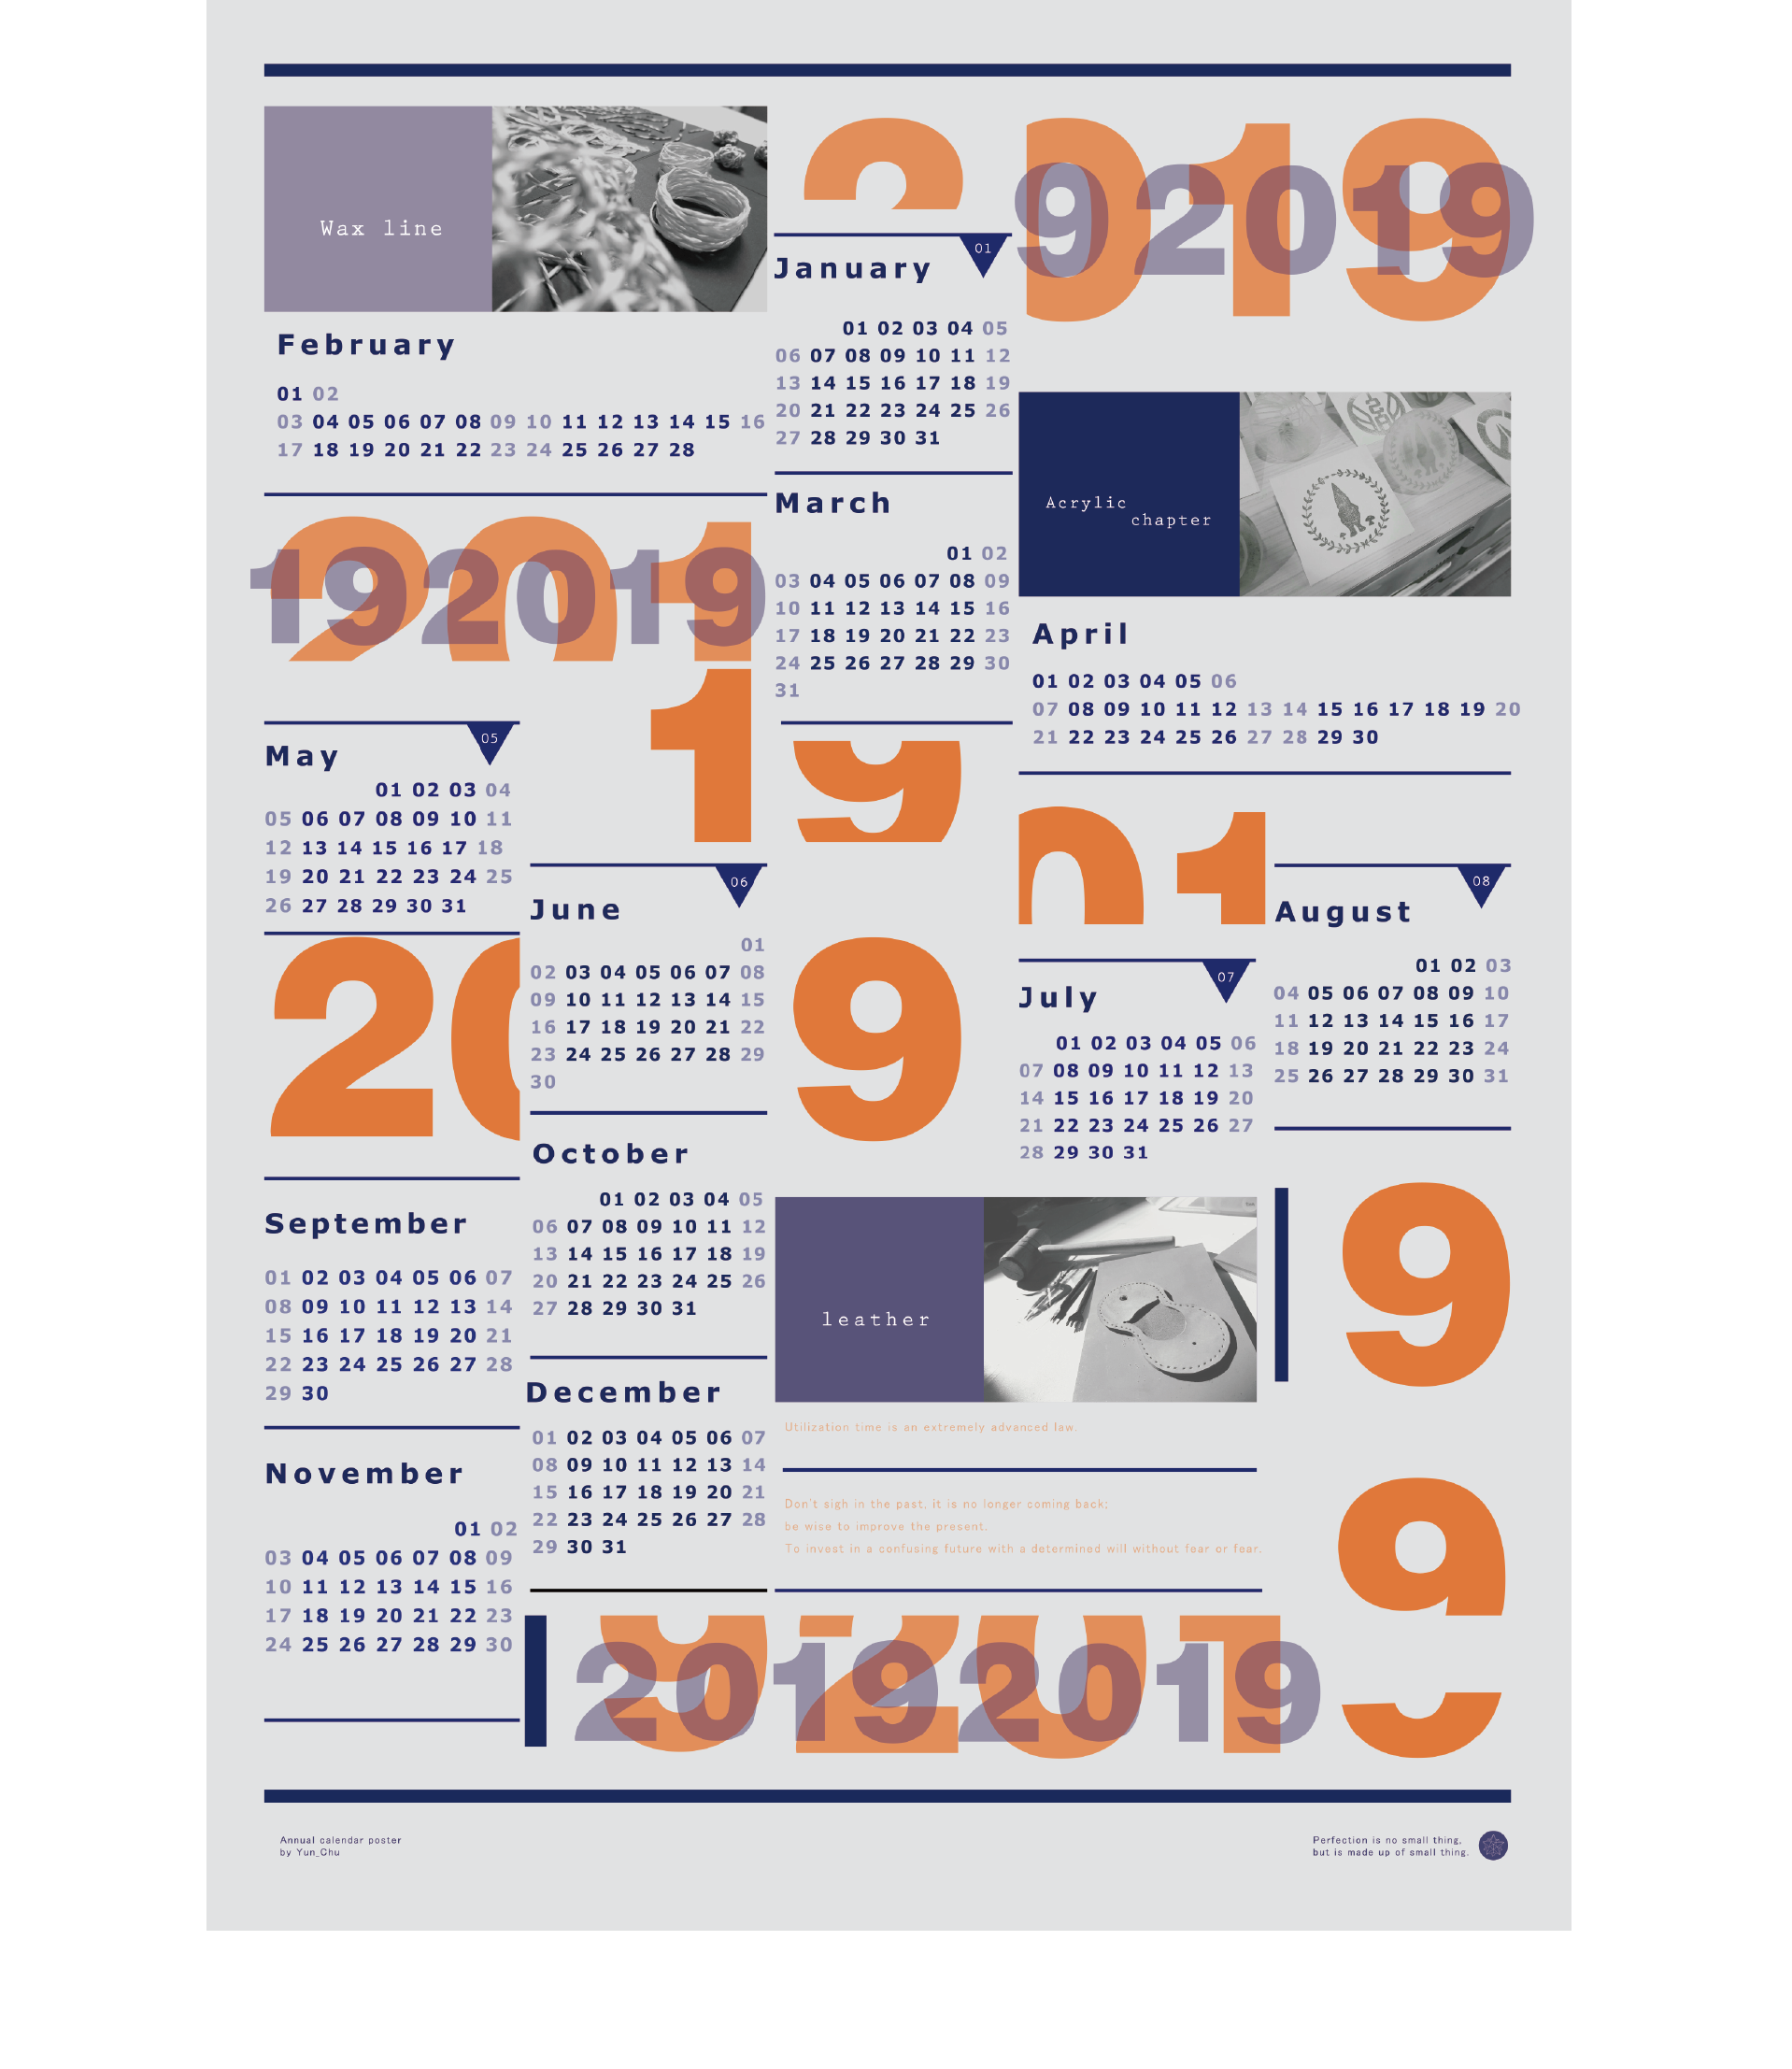 Wax line
2019
92019
January
01
01 02 03 04 05
06 07 08 09 10 11 12
13 14 15 16 17 18 19
20 21 22 23 24 25 26
27 28 29 30 31
February
01 02
03 04 05 06 07 08 09 10 11 12 13 14 15 16
17 18 19 20 21 22 23 24 25 26 27 28
March
01 02
03 04 05 06 07 08 09
10 11 12 13 14 15 16
17 18 19 20 21 22 23
24 25 26 27 28 29 30
31
Acrylic
chapter
April
01 02 03 04 05 06
07 08 09 10 11 12 13 14 15 16 17 18 19 20
21 22 23 24 25 26 27 28 29 30
201
192019
19
May
05
01 02 03 04
05 06 07 08 09 10 11
12 13 14 15 16 17 18
19 20 21 22 23 24 25
26 27 28 29 30 31
01
June
06
01
02 03 04 05 06 07 08
09 10 11 12 13 14 15
16 17 18 19 20 21 22
23 24 25 26 27 28 29
30
20
9
July
07
01 02 03 04 05 06
07 08 09 10 11 12 13
14 15 16 17 18 19 20
21 22 23 24 25 26 27
28 29 30 31
August
08
01 02 03
04 05 06 07 08 09 10
11 12 13 14 15 16 17
18 19 20 21 22 23 24
25 26 27 28 29 30 31
September
01 02 03 04 05 06 07
08 09 10 11 12 13 14
15 16 17 18 19 20 21
22 23 24 25 26 27 28
29 30
October
01 02 03 04 05
06 07 08 09 10 11 12
13 14 15 16 17 18 19
20 21 22 23 24 25 26
27 28 29 30 31
leather
9
November
01 02
03 04 05 06 07 08 09
10 11 12 13 14 15 16
17 18 19 20 21 22 23
24 25 26 27 28 29 30
December
01 02 03 04 05 06 07
08 09 10 11 12 13 14
15 16 17 18 19 20 21
22 23 24 25 26 27 28
29 30 31
Utilization time is an extremely advanced law.
Don't sigh in the past, it is no longer coming back;
be wise to improve the present.
To invest in a confusing future with a determined will without fear or fear.
9
9201
20192019
Annual calendar poster
by Yun_Chu
Perfection is no small thing,
but is made up of small thing.